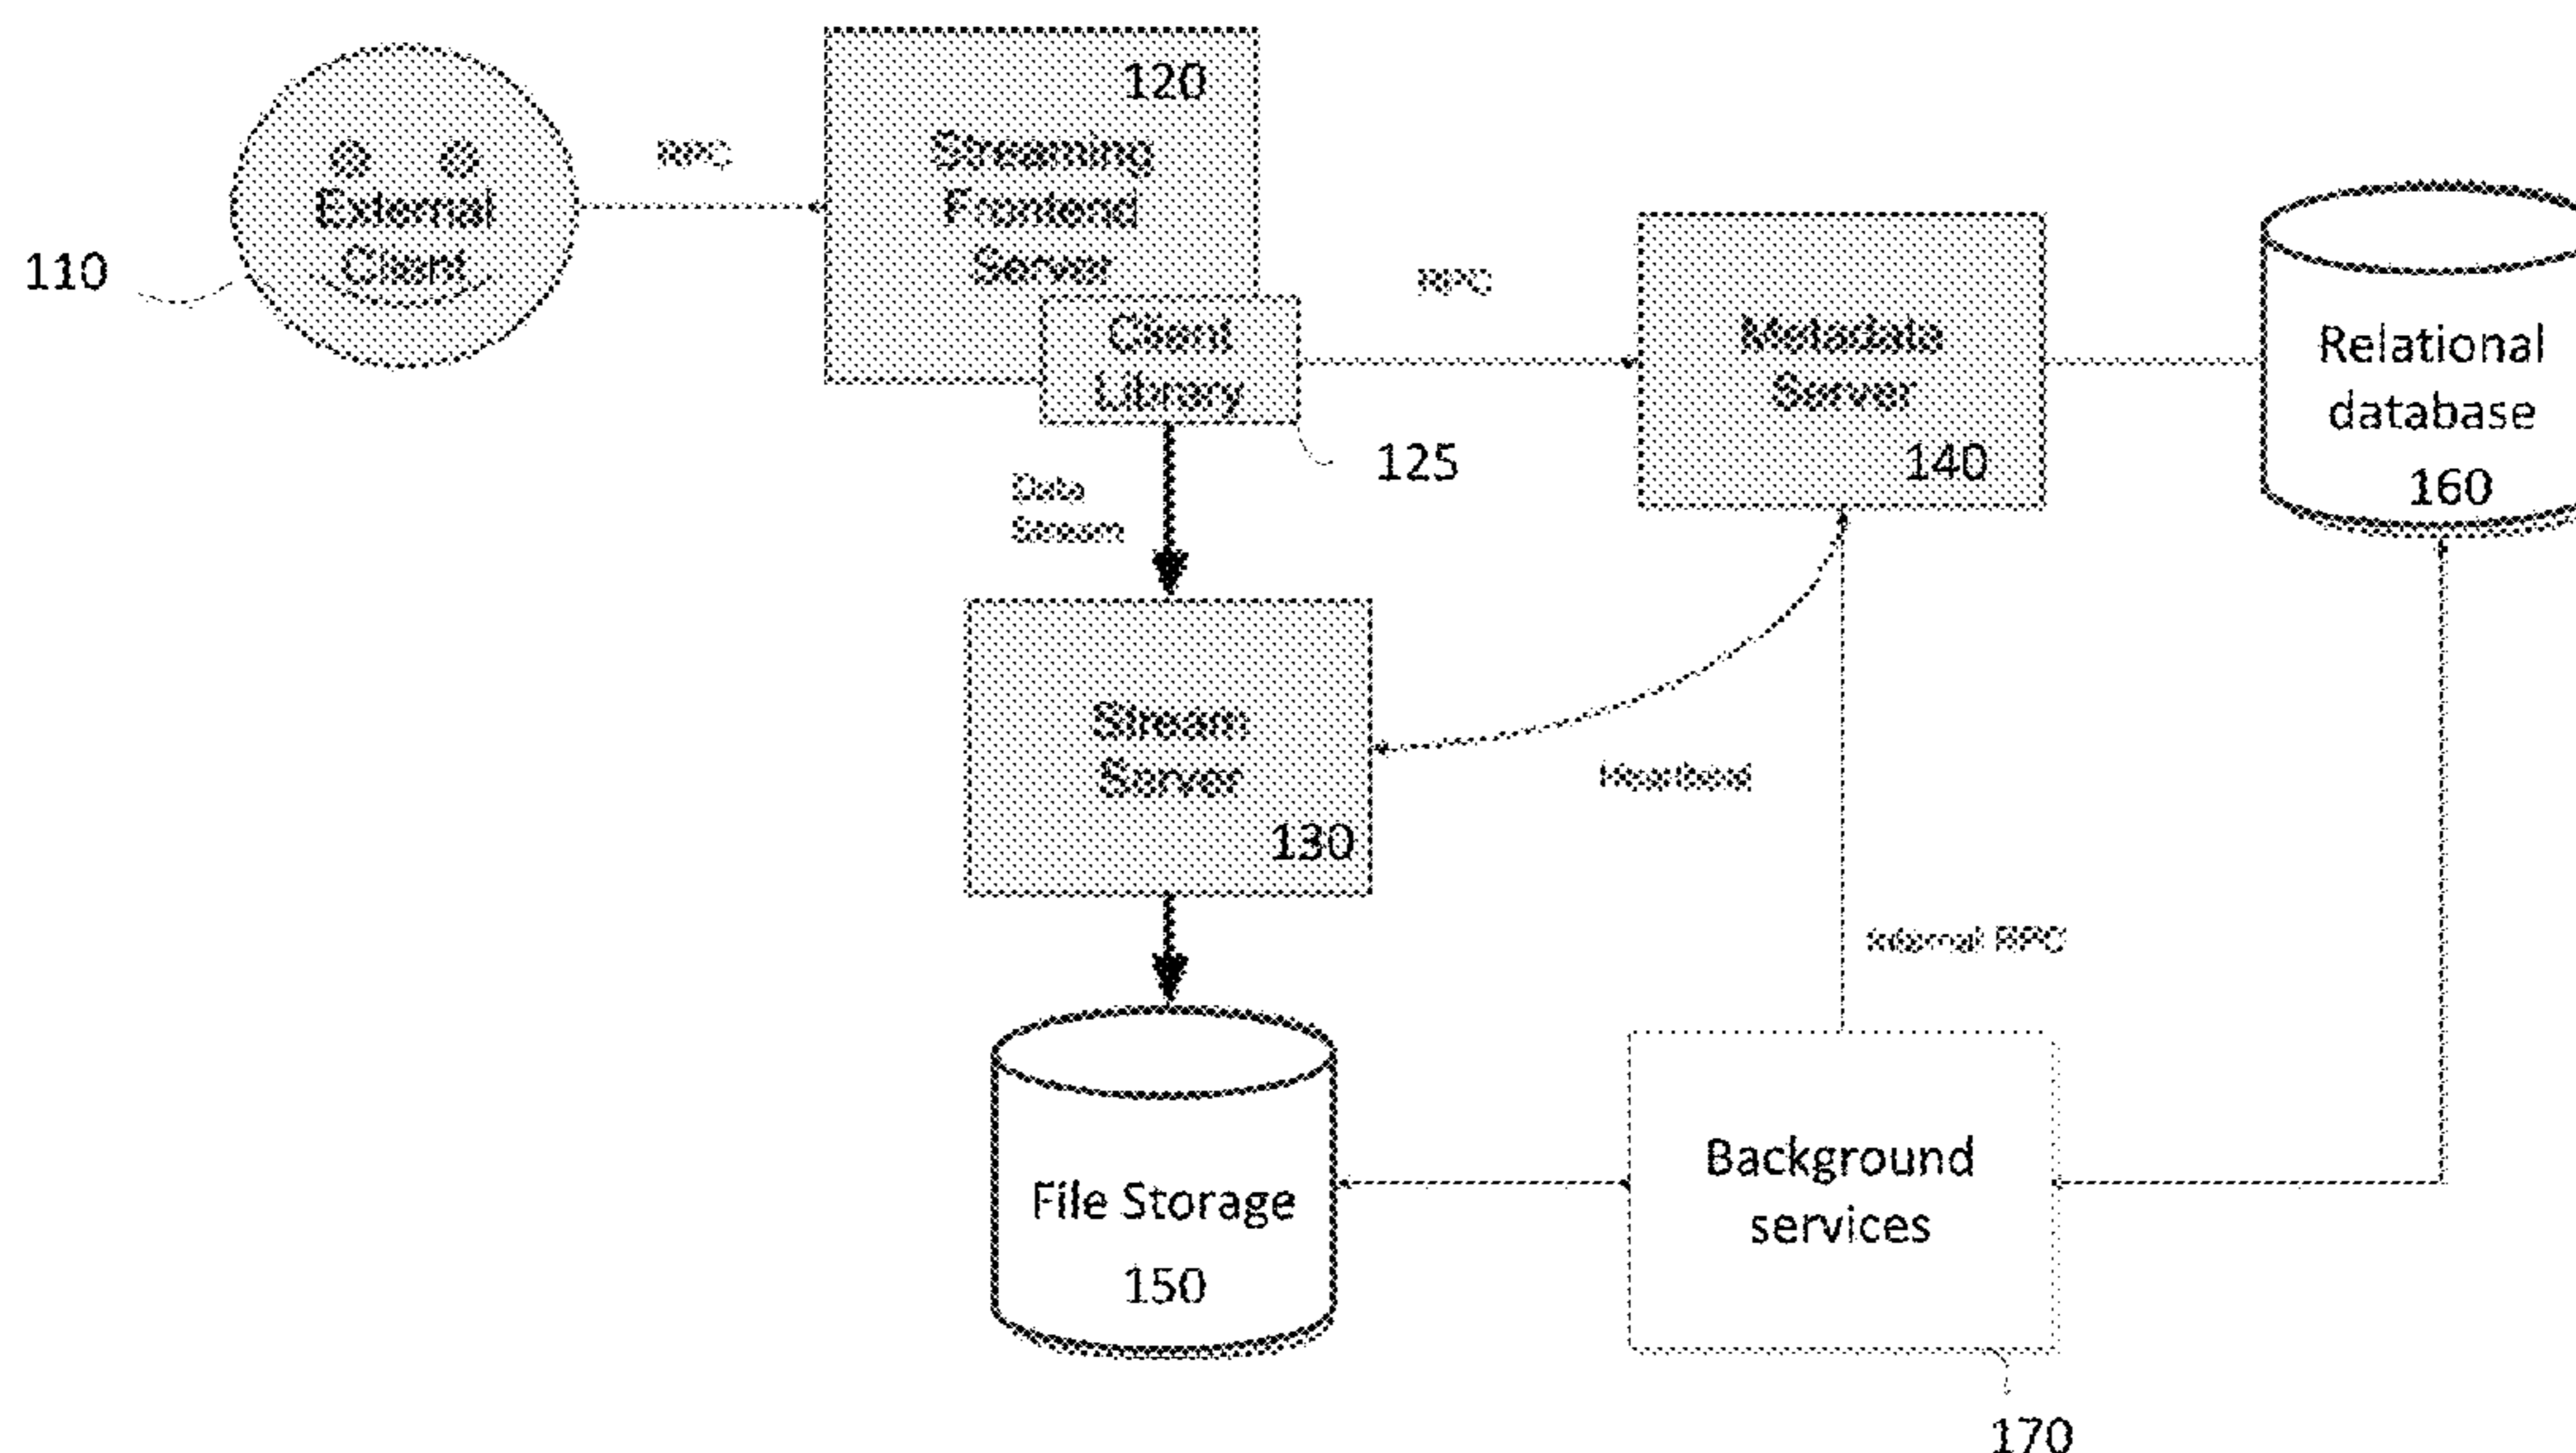 120
Streaming
Frontend
Server
RPC
External
Client
110
Client
Library
125
RPC
Metadata
Server
140
Relational
database
160
Data
Stream
Stream
Server
130
Heartbeat
Internal RPC
File Storage
150
Background
services
170